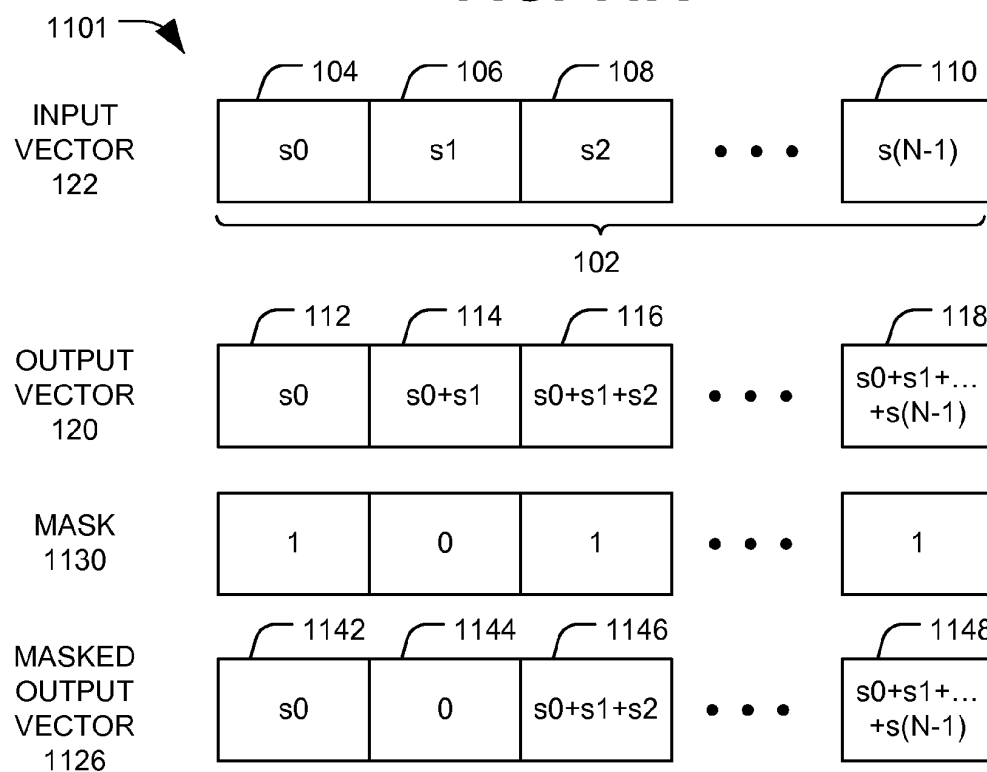 1101
104 106 108 110
INPUT
VECTOR
122
s0 s1 s2 s(N-1)
102
112 114 116 118
OUTPUT
VECTOR
120
s0 s0+s1 s0+s1+s2 s0+s1+...
+s(N-1)
MASK
1130
1 0 1 1
1142 1144 1146 1148
MASKED
OUTPUT
VECTOR
1126
s0 0 s0+s1+s2 s0+s1+...
+s(N-1)